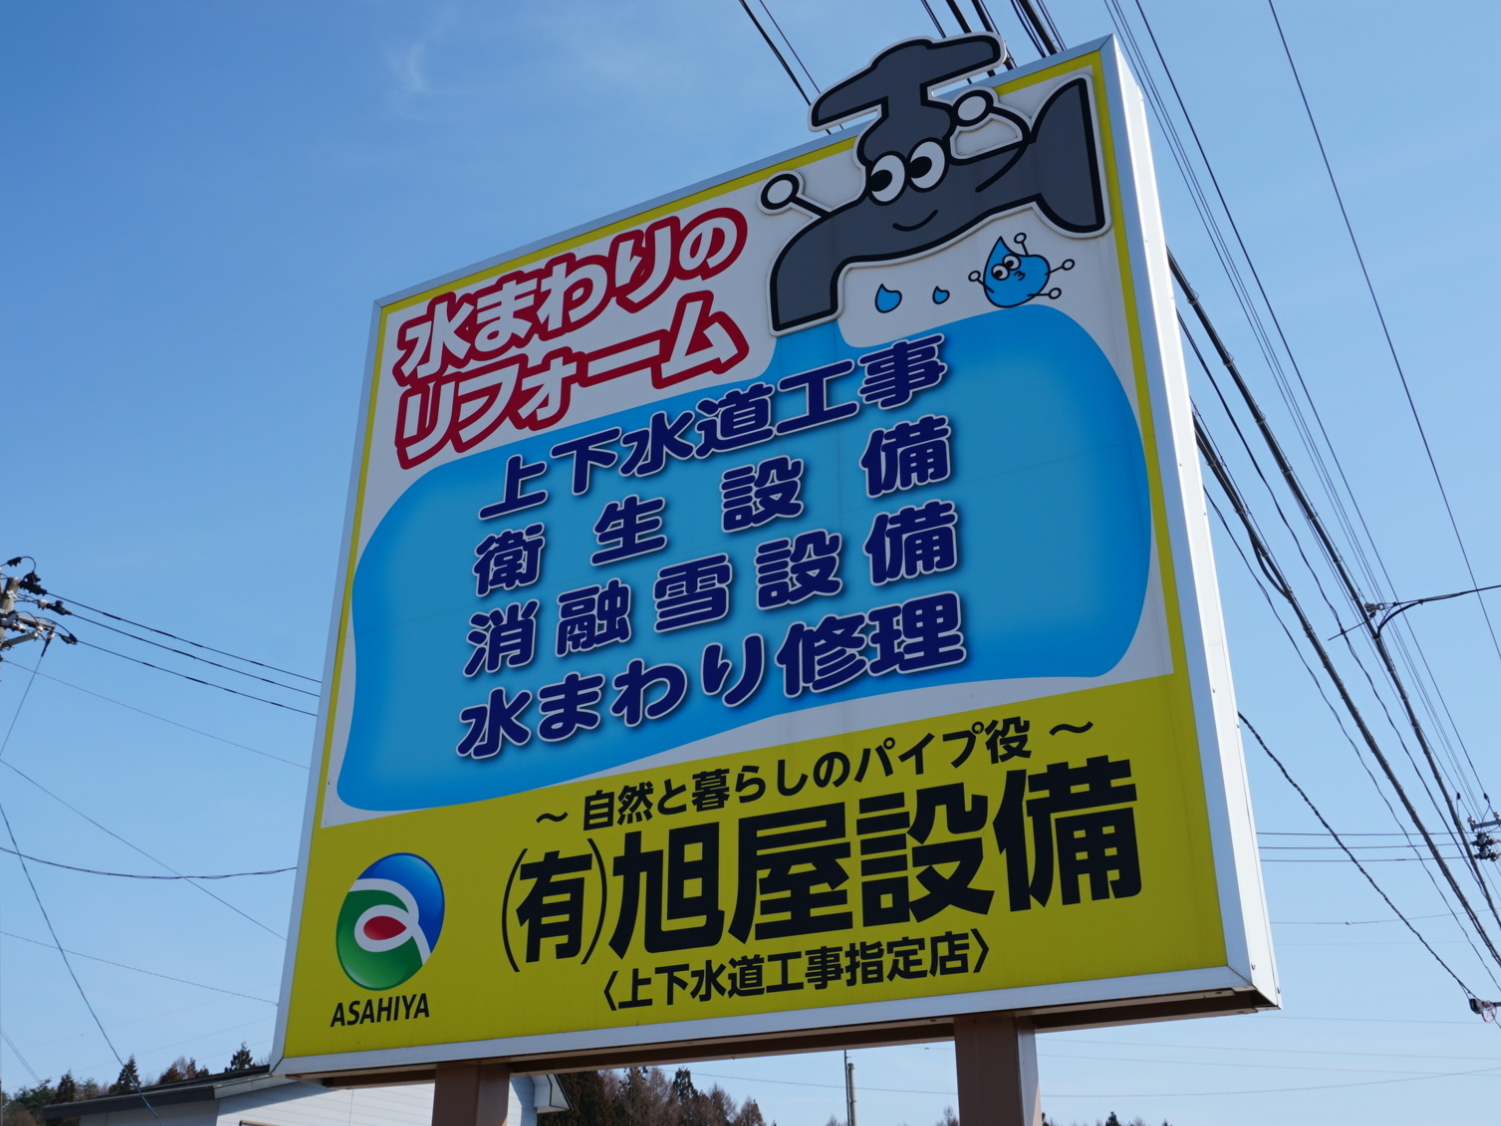 水まわりの
リフォーム
上下水道工事
衛生設備
消融雪設備
水まわり修理
～ 自然と暮らしのパイプ役 ～
(有)旭屋設備
〈上下水道工事指定店〉
ASAHIYA